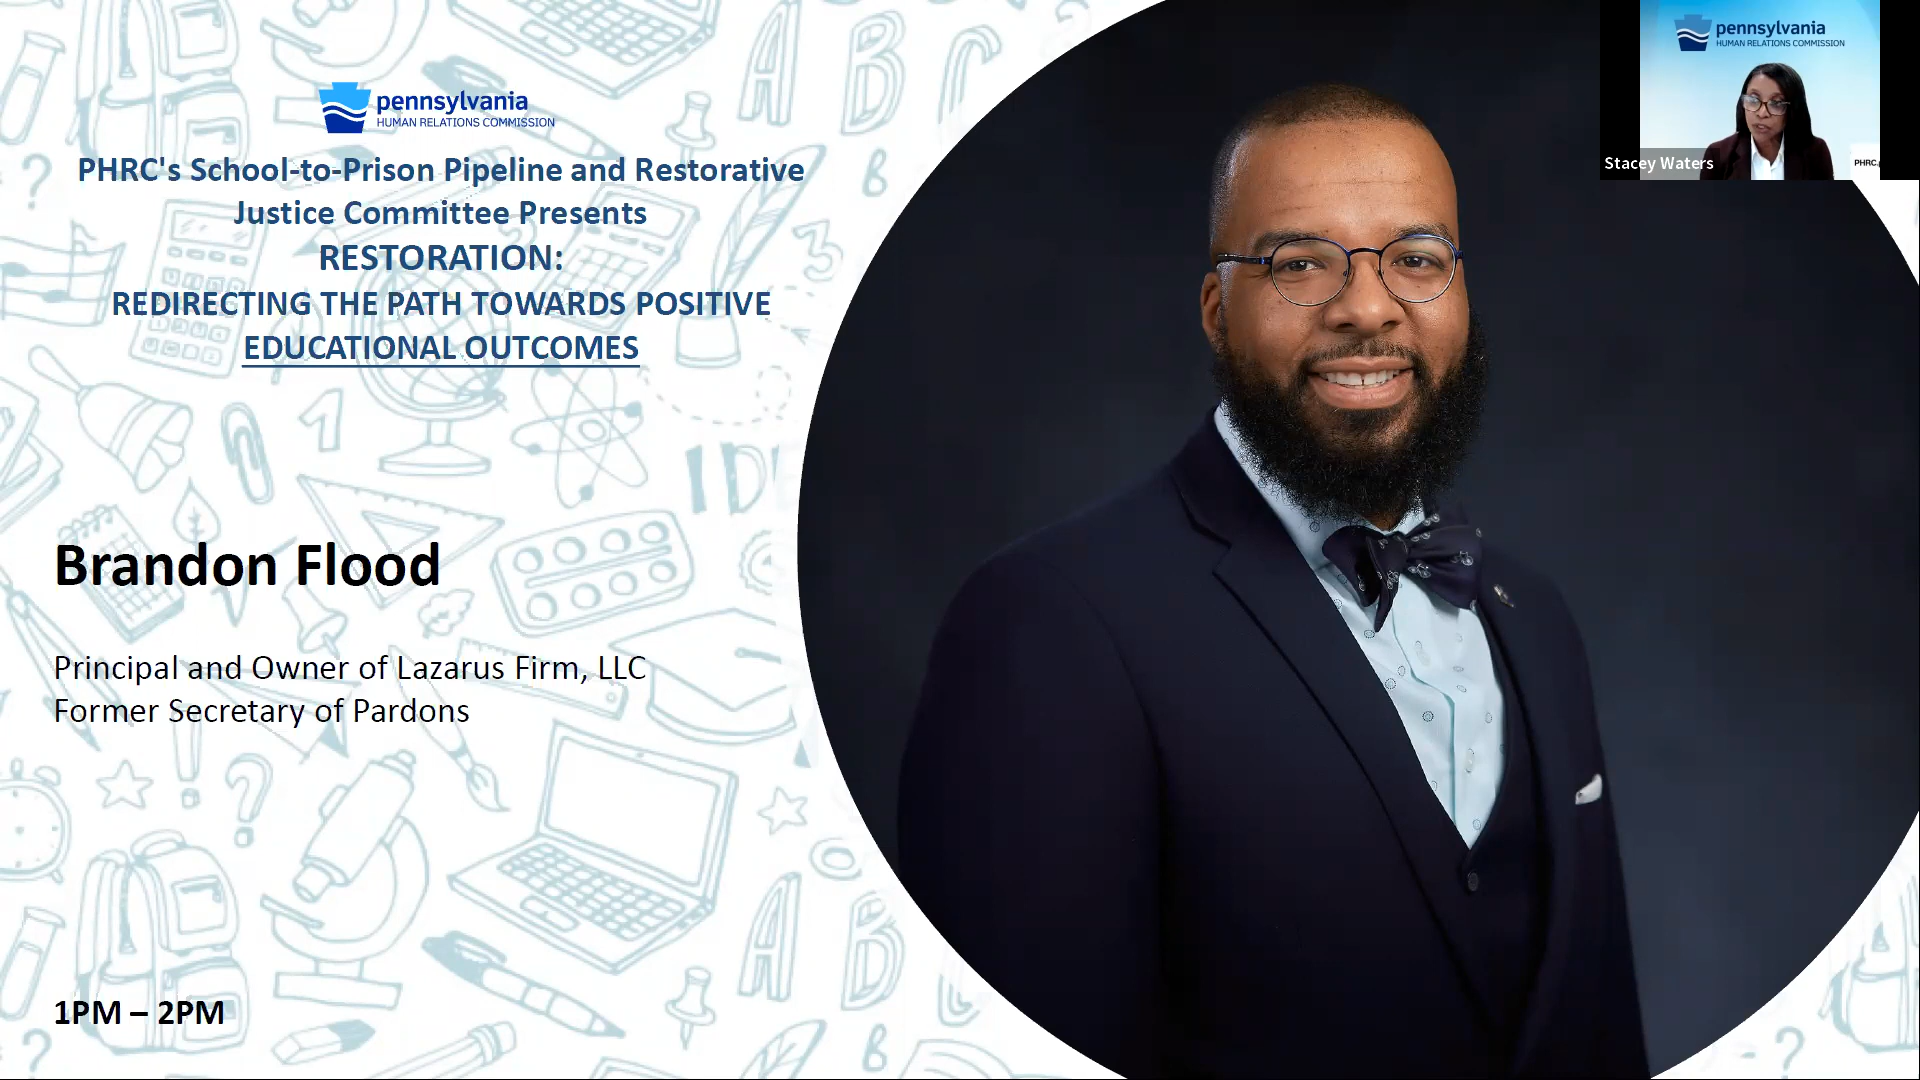 pennsylvania
HUMAN RELATIONS COMMISSION
PHRC's School-to-Prison Pipeline and Restorative
Justice Committee Presents
RESTORATION:
REDIRECTING THE PATH TOWARDS POSITIVE
EDUCATIONAL OUTCOMES
Brandon Flood
Principal and Owner of Lazarus Firm, LLC
Former Secretary of Pardons
1PM – 2PM
pennsylvania
HUMAN RELATIONS COMMISSION
Stacey Waters
PHRC